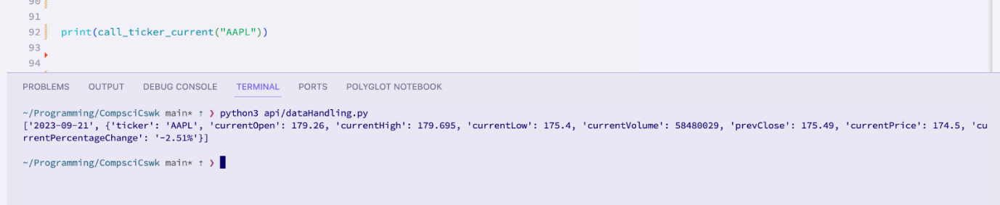 90
91
92 print(call_ticker_current("AAPL"))
93
94
PROBLEMS OUTPUT DEBUG CONSOLE TERMINAL PORTS POLYGLOT NOTEBOOK
~/Programming/CompsciCswk main* ⇡ ❯ python3 api/dataHandling.py
['2023-09-21', {'ticker': 'AAPL', 'currentOpen': 179.26, 'currentHigh': 179.695, 'currentLow': 175.4, 'currentVolume': 58480029, 'prevClose': 175.49, 'currentPrice': 174.5, 'cu
rrentPercentageChange': '-2.51%'}]
~/Programming/CompsciCswk main* ⇡ ❯